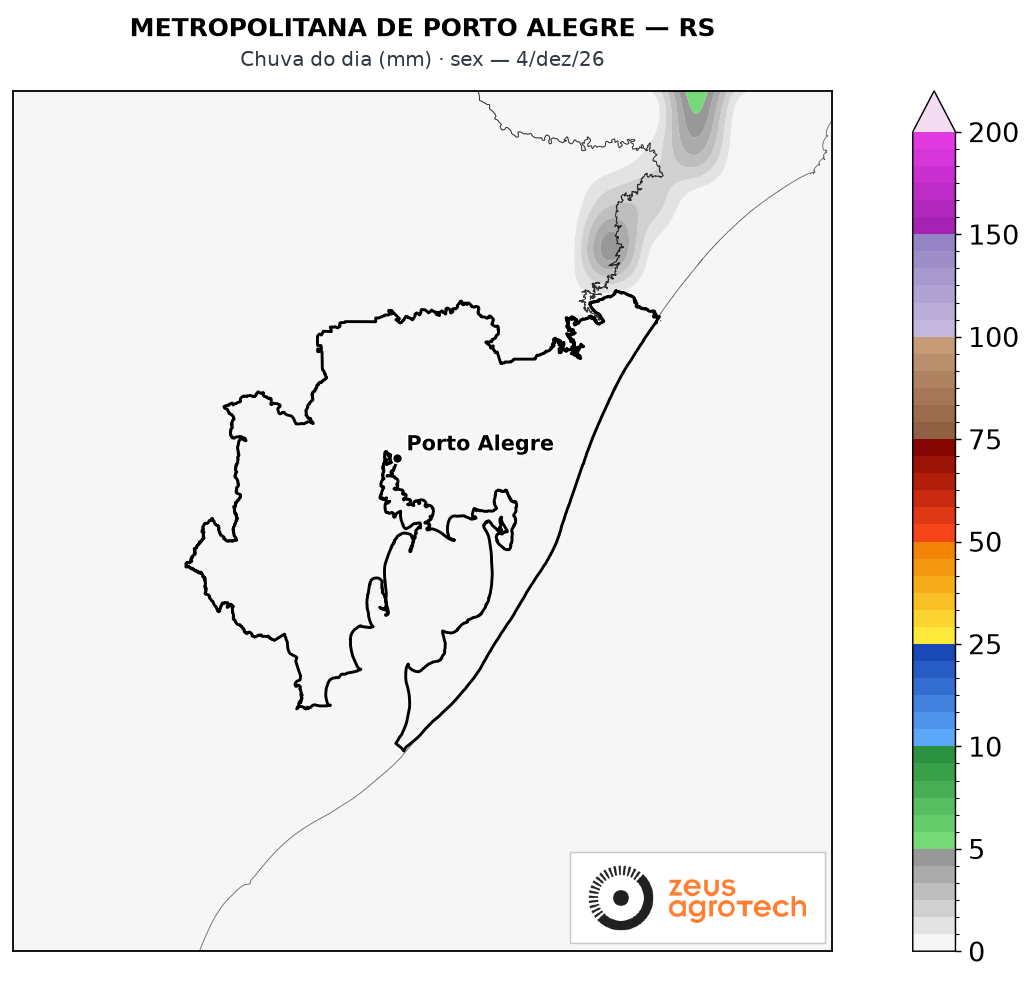 METROPOLITANA DE PORTO ALEGRE — RS
Chuva do dia (mm) · sex — 4/dez/26
Porto Alegre
200
150
100
75
50
25
10
5
0
zeus
agrotech